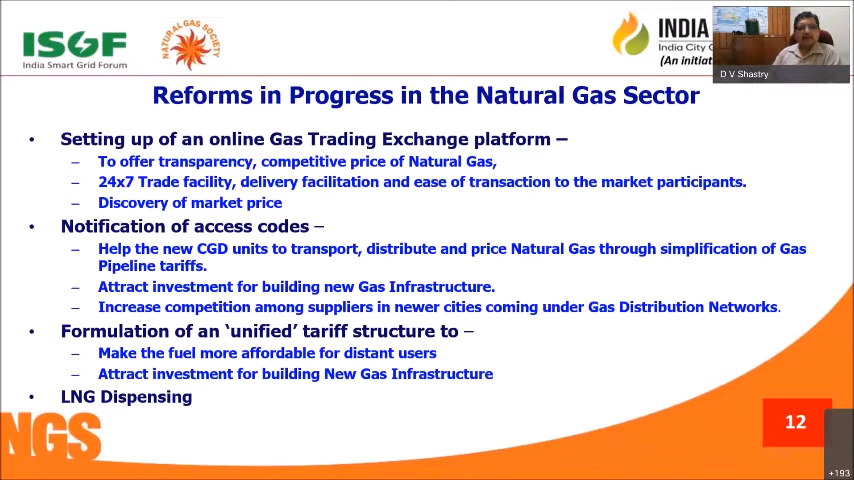 ISGF
India Smart Grid Forum
NATURAL GAS SOCIETY
INDIA
India City G
(An initiat
D V Shastry
Reforms in Progress in the Natural Gas Sector
• Setting up of an online Gas Trading Exchange platform –
– To offer transparency, competitive price of Natural Gas,
– 24x7 Trade facility, delivery facilitation and ease of transaction to the market participants.
– Discovery of market price
• Notification of access codes –
– Help the new CGD units to transport, distribute and price Natural Gas through simplification of Gas
Pipeline tariffs.
– Attract investment for building new Gas Infrastructure.
– Increase competition among suppliers in newer cities coming under Gas Distribution Networks.
• Formulation of an ‘unified’ tariff structure to –
– Make the fuel more affordable for distant users
– Attract investment for building New Gas Infrastructure
• LNG Dispensing
NGS
12
+193